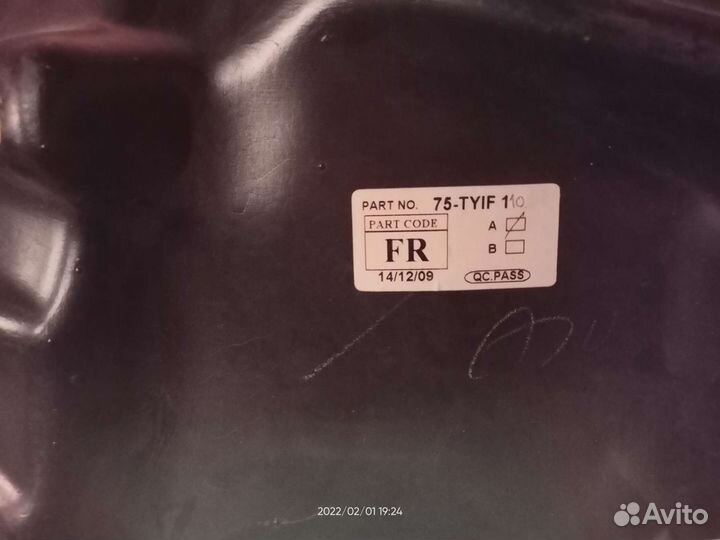 PART NO. 75-TYIF 110
PART CODE
FR
A
B
14/12/09
QC.PASS
2022/02/01 19:24
Avito